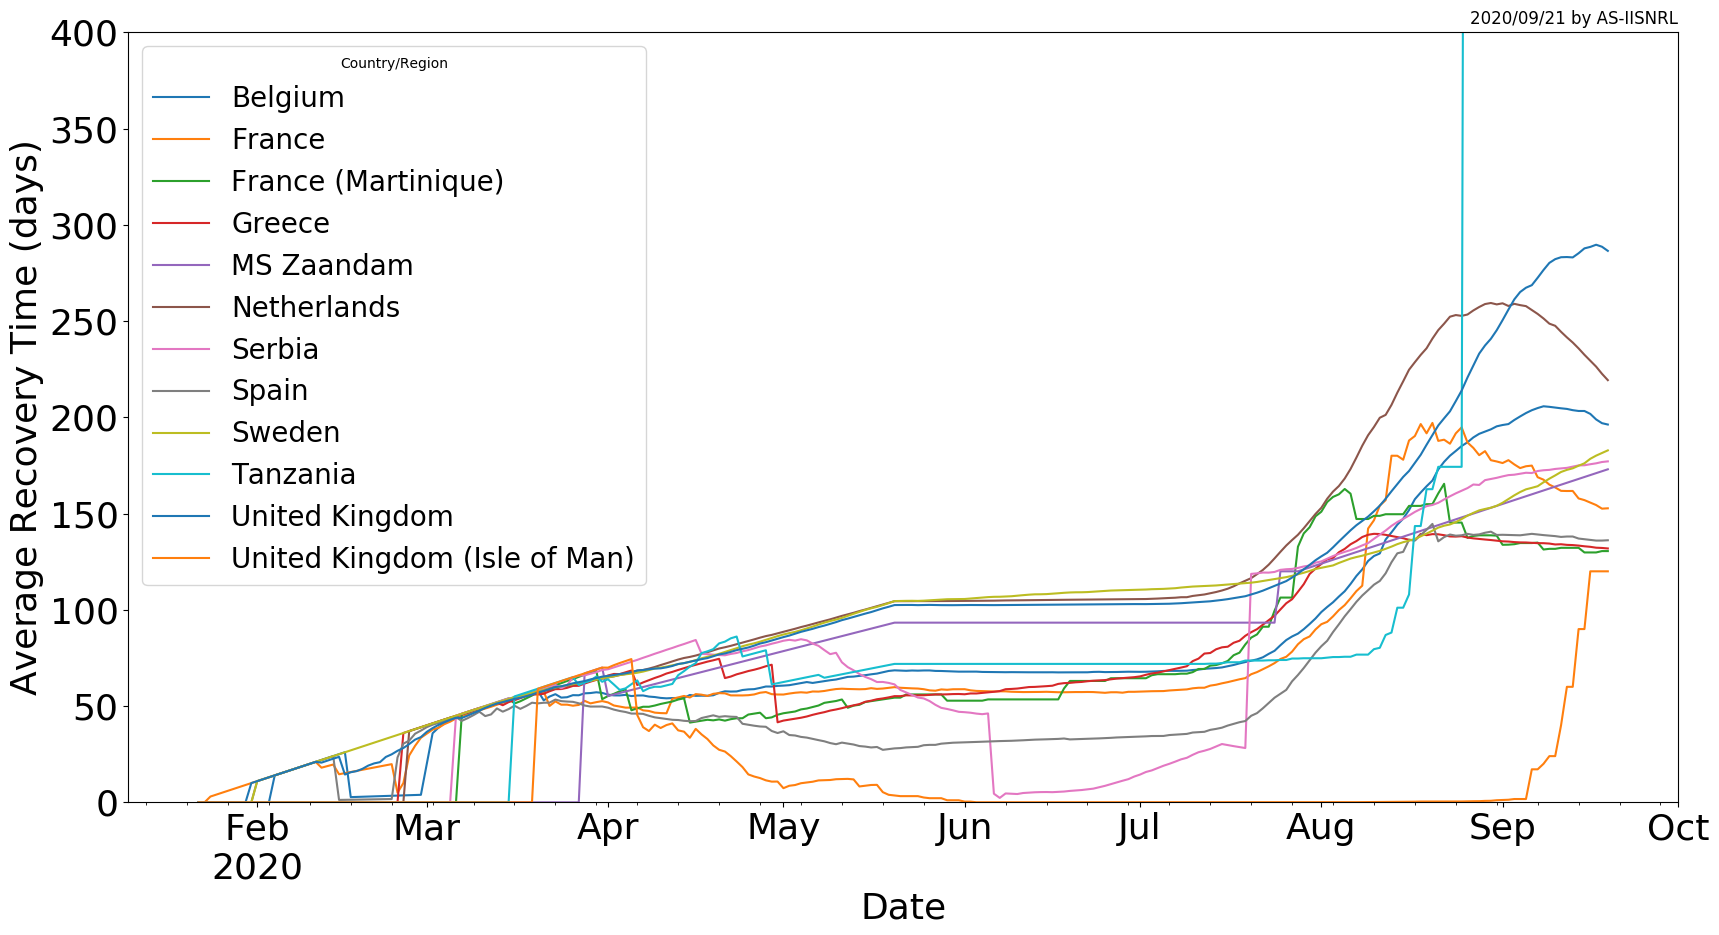 2020/09/21 by AS-IISNRL
400
350
300
250
200
150
100
50
0
Average Recovery Time (days)
Country/Region
Belgium
France
France (Martinique)
Greece
MS Zaandam
Netherlands
Serbia
Spain
Sweden
Tanzania
United Kingdom
United Kingdom (Isle of Man)
Feb Mar Apr May Jun Jul Aug Sep Oct
2020
Date